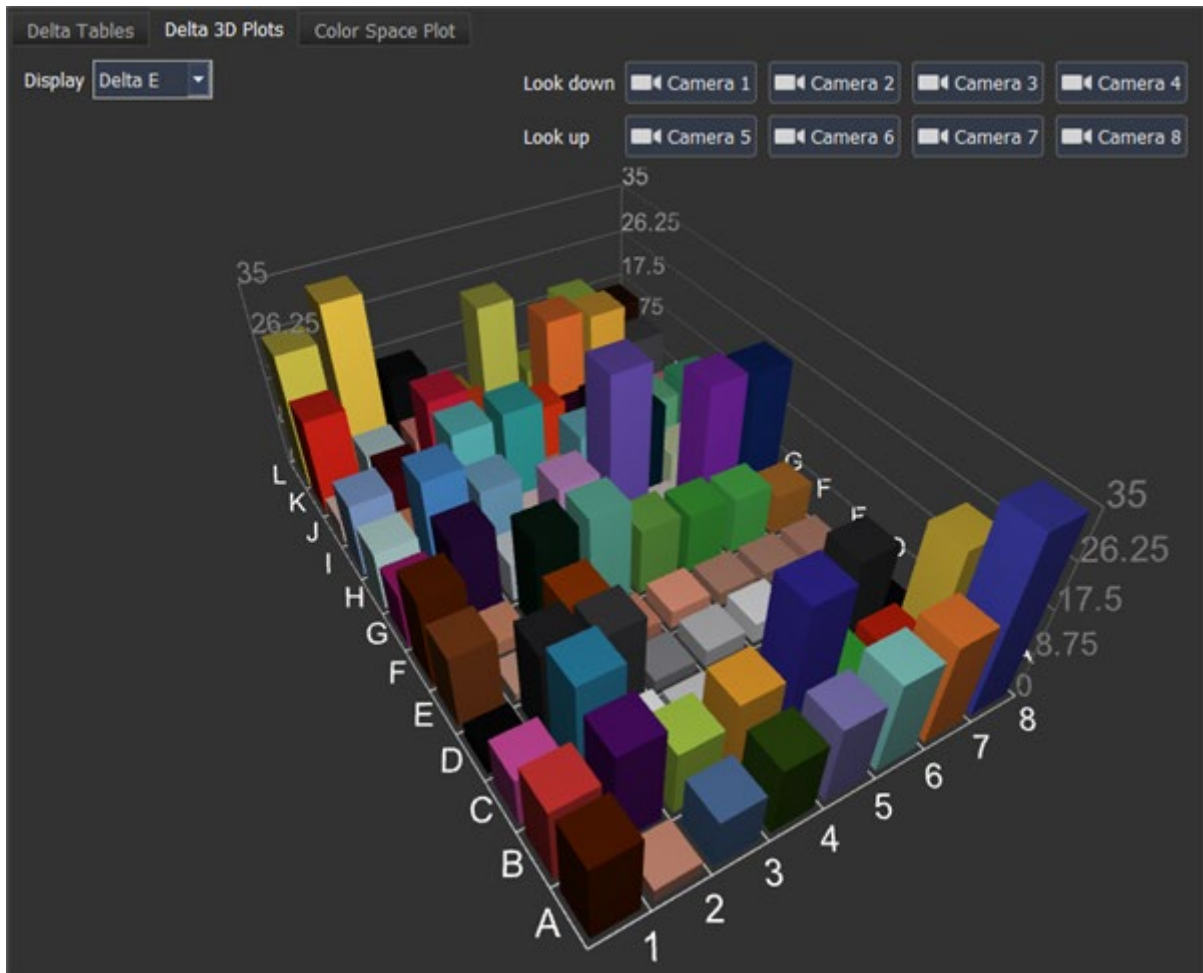 Delta Tables Delta 3D Plots Color Space Plot
Display Delta E Look down Camera 1 Camera 2 Camera 3 Camera 4
Look up Camera 5 Camera 6 Camera 7 Camera 8
35
26.25
17.5
75
35
26.25
L
K
J
I
H
G
F
E
D
C
B
A
1
2
3
4
5
6
7
8
G
F
E
35
26.25
17.5
8.75
0